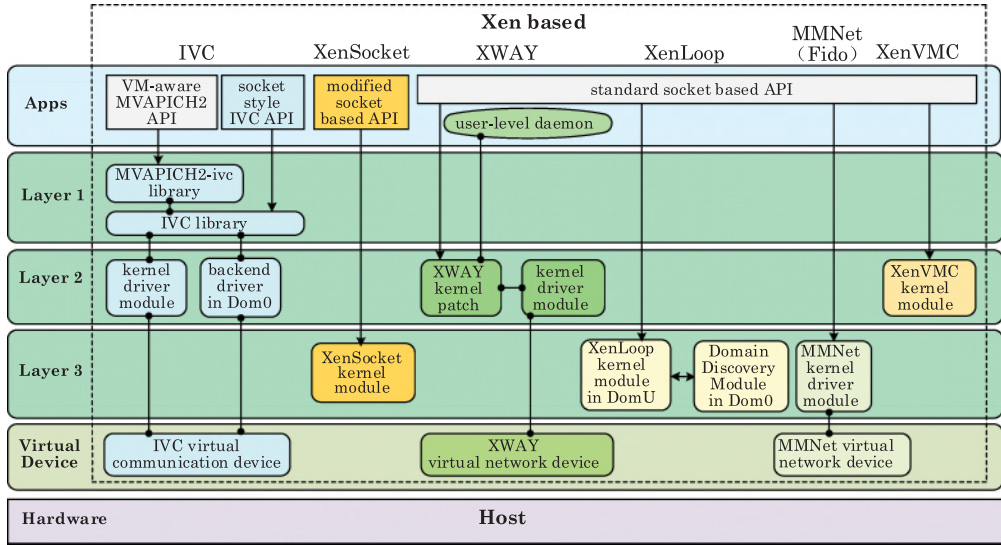 Xen based
IVC
XenSocket
XWAY
XenLoop
MMNet
(Fido)
XenVMC
Apps
VM-aware
MVAPICH2
API
socket
style
IVC API
modified
socket
based API
standard socket based API
user-level daemon
Layer 1
MVAPICH2-ivc
library
IVC library
Layer 2
kernel
driver
module
backend
driver
in Dom0
XWAY
kernel
patch
kernel
driver
module
XenVMC
kernel
module
Layer 3
XenSocket
kernel
module
XenLoop
kernel
module
in DomU
Domain
Discovery
Module
in Dom0
MMNet
kernel
driver
module
Virtual
Device
IVC virtual
communication device
XWAY
virtual network device
MMNet virtual
network device
Hardware
Host